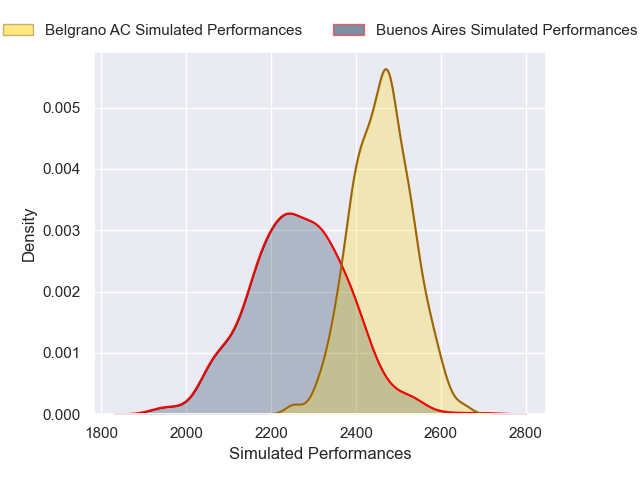 Belgrano AC Simulated Performances
Buenos Aires Simulated Performances
0.005
0.004
0.003
0.002
0.001
0.000
Density
1800 2000 2200 2400 2600 2800
Simulated Performances